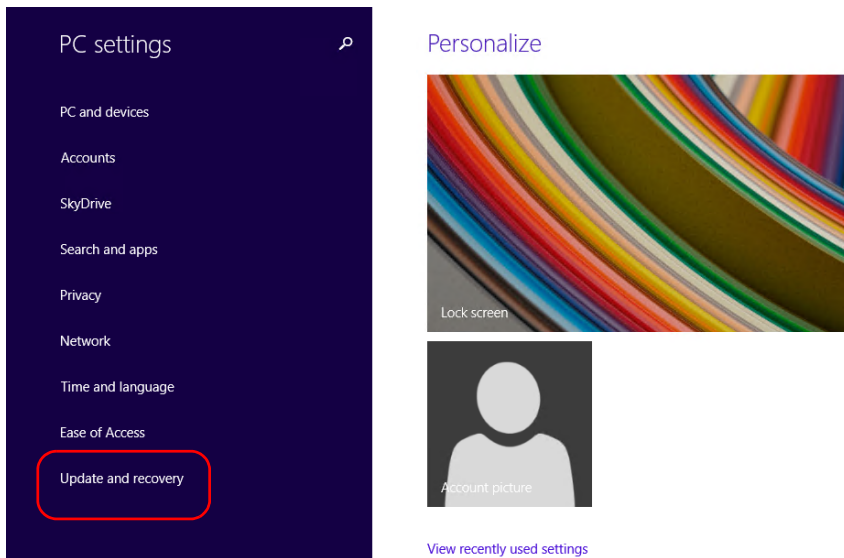 PC settings
PC and devices
Accounts
SkyDrive
Search and apps
Privacy
Network
Time and language
Ease of Access
Update and recovery
Personalize
Lock screen
Account picture
View recently used settings